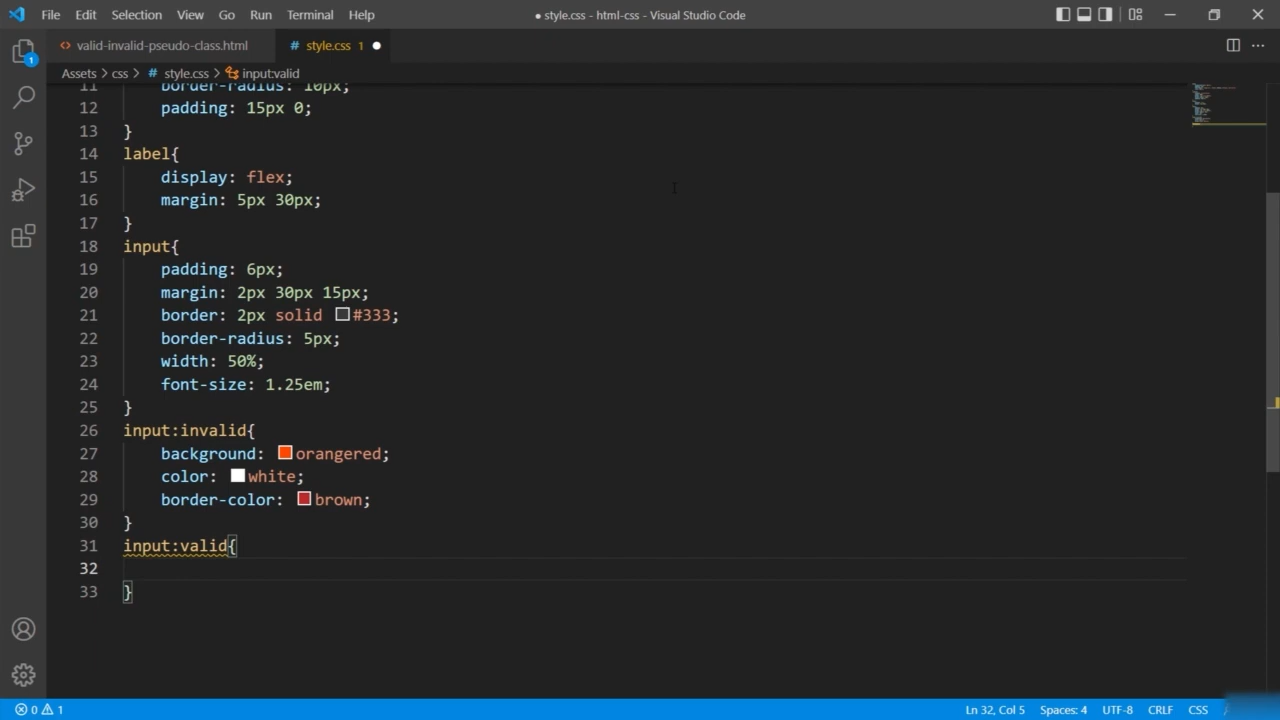 File Edit Selection View Go Run Terminal Help ● style.css - html-css - Visual Studio Code
1 <> valid-invalid-pseudo-class.html # style.css 1 ●
Assets > css > # style.css > input:valid
11 border-radius: 10px;
12 padding: 15px 0;
13 }
14 label{
15 display: flex;
16 margin: 5px 30px;
17 }
18 input{
19 padding: 6px;
20 margin: 2px 30px 15px;
21 border: 2px solid #333;
22 border-radius: 5px;
23 width: 50%;
24 font-size: 1.25em;
25 }
26 input:invalid{
27 background: orangered;
28 color: white;
29 border-color: brown;
30 }
31 input:valid{
32
33 }
0 1 Ln 32, Col 5 Spaces: 4 UTF-8 CRLF CSS